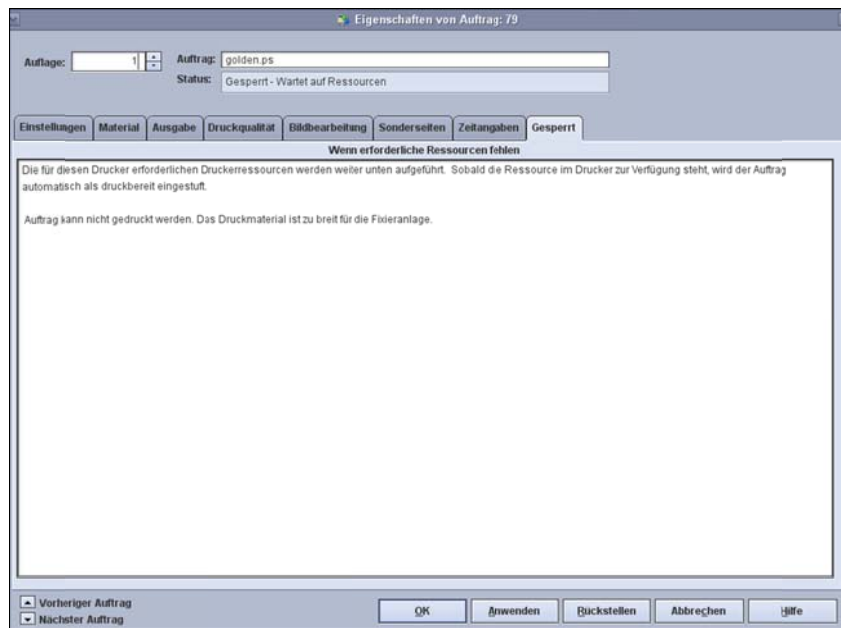 Eigenschaften von Auftrag: 79
Auflage: 1 Auftrag: golden.ps
Status: Gesperrt - Wartet auf Ressourcen
Einstellungen Material Ausgabe Druckqualität Bildbearbeitung Sonderseiten Zeitangaben Gesperrt
Wenn erforderliche Ressourcen fehlen
Die für diesen Drucker erforderlichen Druckerressourcen werden weiter unten aufgeführt. Sobald die Ressource im Drucker zur Verfügung steht, wird der Auftrag
automatisch als druckbereit eingestuft.
Auftrag kann nicht gedruckt werden. Das Druckmaterial ist zu breit für die Fixieranlage.
Vorheriger Auftrag
Nächster Auftrag
OK Anwenden Rückstellen Abbrechen Hilfe